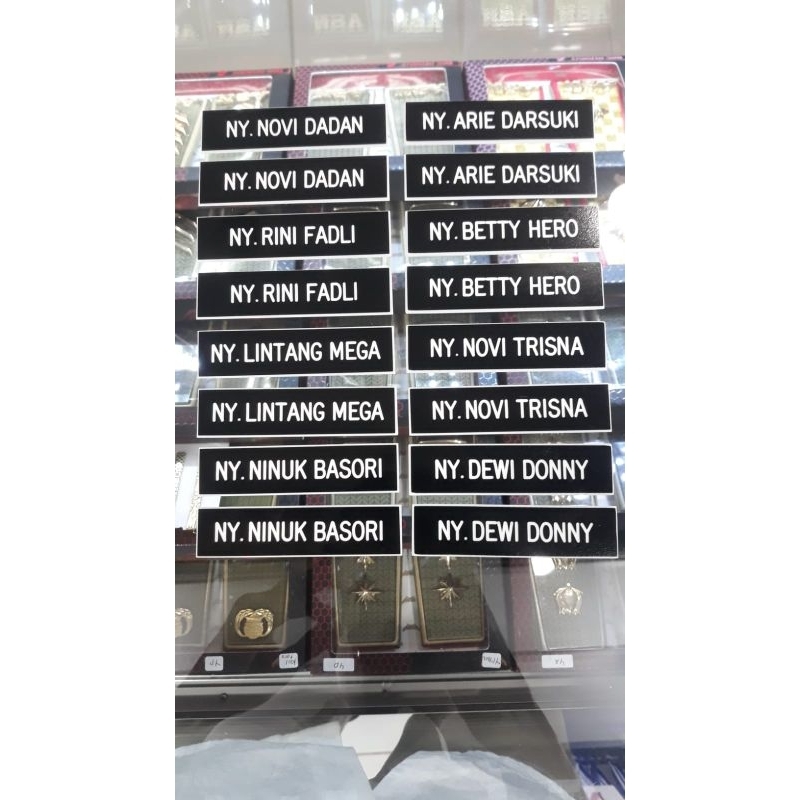 NY. NOVI DADAN
NY. NOVI DADAN
NY. RINI FADLI
NY. RINI FADLI
NY. LINTANG MEGA
NY. LINTANG MEGA
NY. NINUK BASORI
NY. NINUK BASORI
NY. ARIE DARSUKI
NY. ARIE DARSUKI
NY. BETTY HERO
NY. BETTY HERO
NY. NOVI TRISNA
NY. NOVI TRISNA
NY. DEWI DONNY
NY. DEWI DONNY